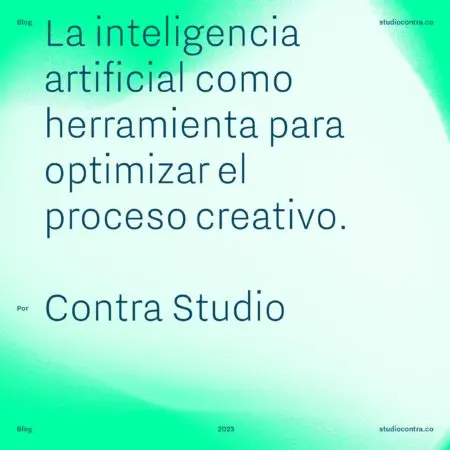 Blog
studiocontra.co
La inteligencia
artificial como
herramienta para
optimizar el
proceso creativo.
Por
Contra Studio
Blog
2023
studiocontra.co